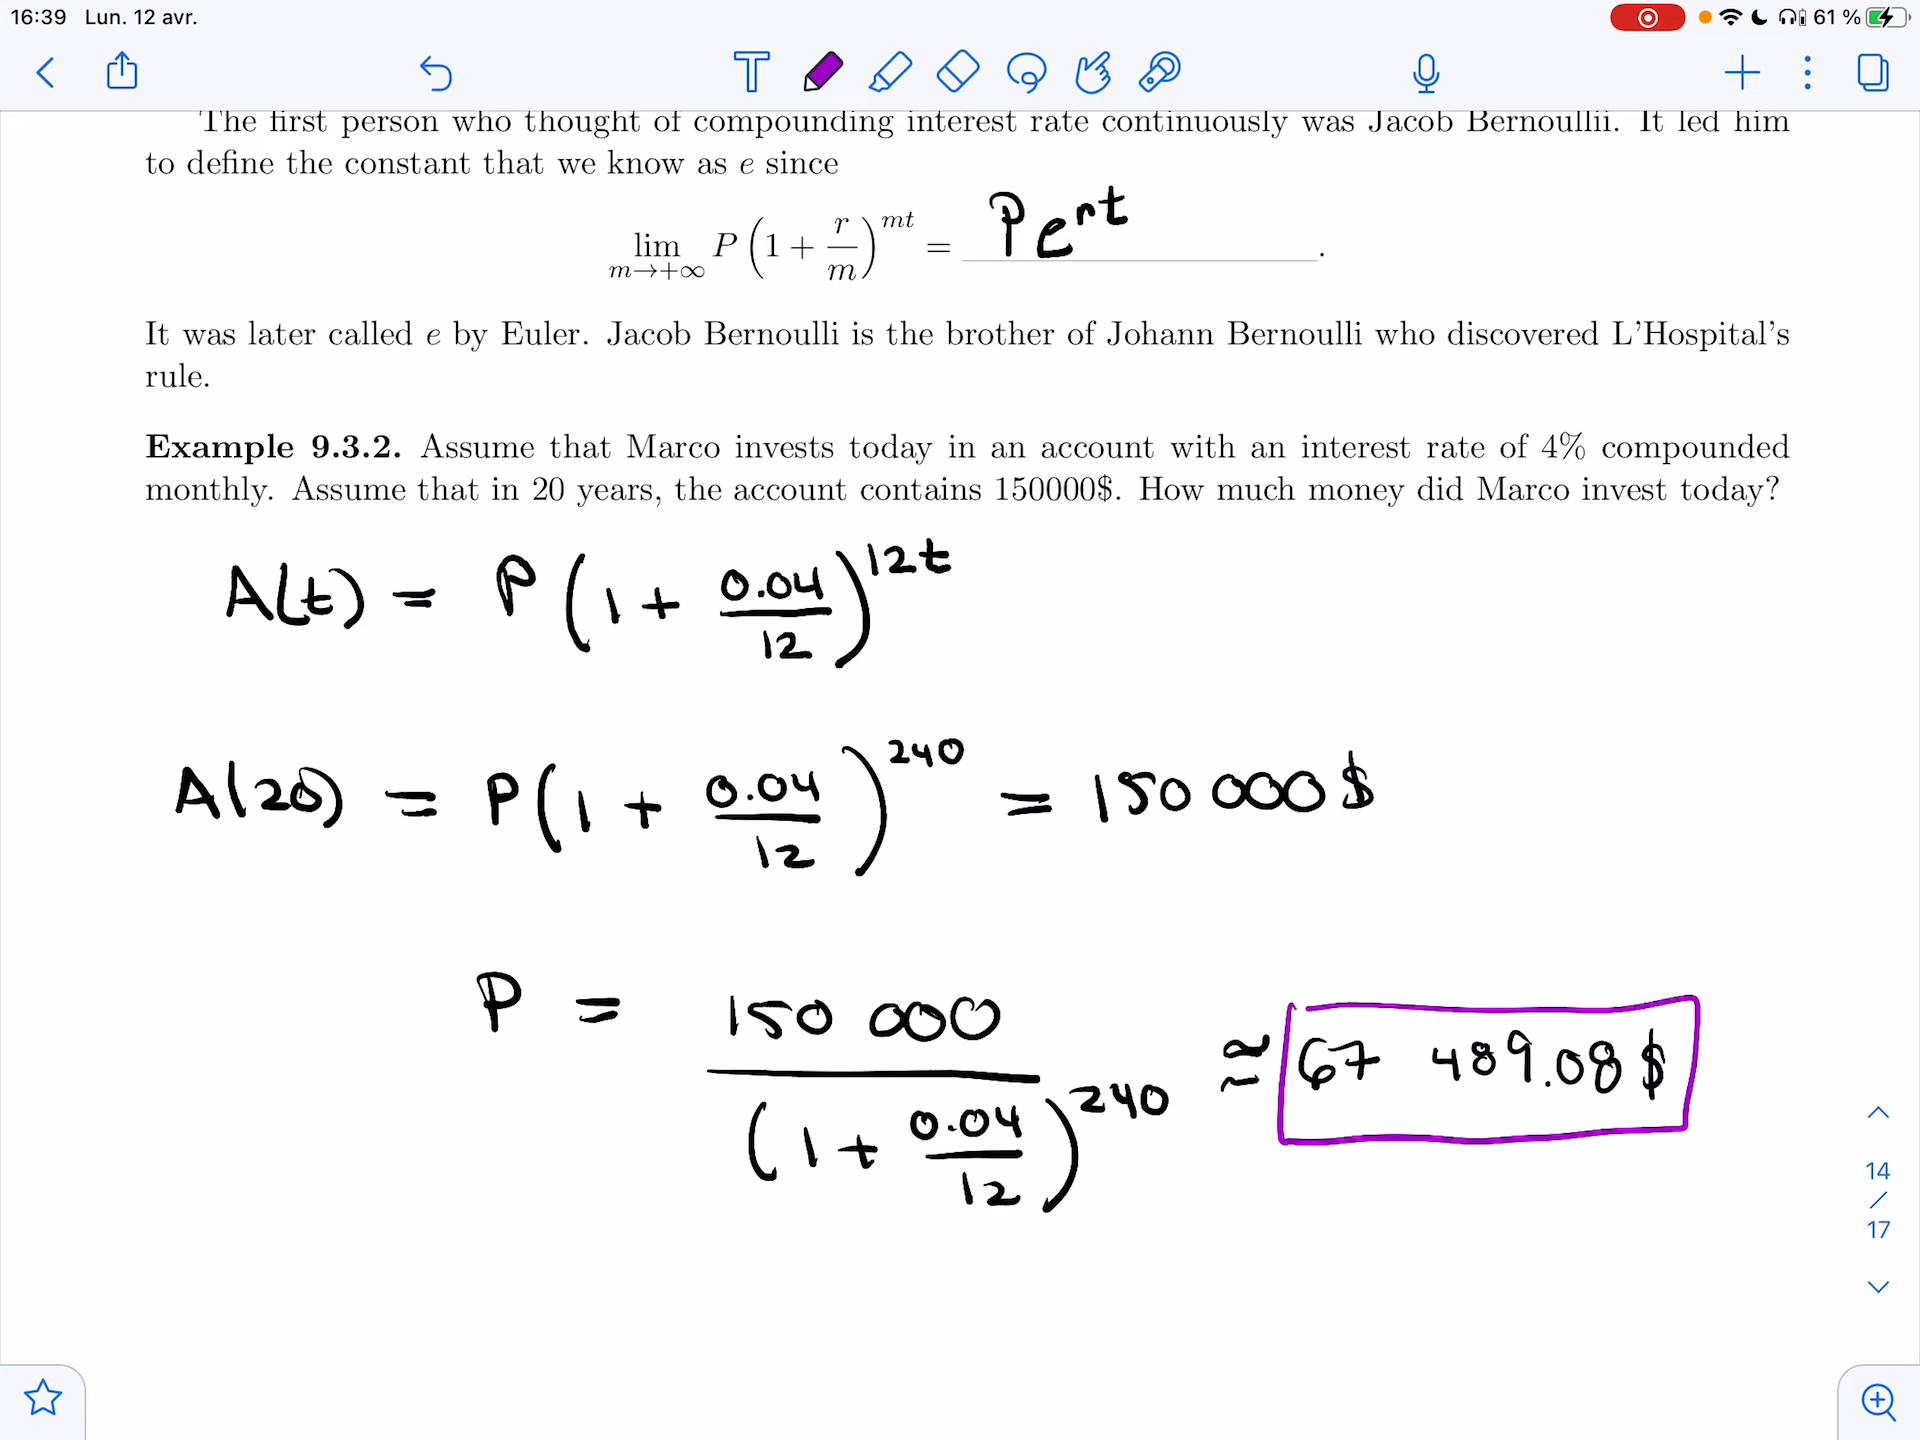 16:39 Lun. 12 avr. 61 %
T
The first person who thought of compounding interest rate continuously was Jacob Bernoullii. It led him
to define the constant that we know as e since
lim m→+∞ P (1 + r/m)^mt = Pe^rt .
It was later called e by Euler. Jacob Bernoulli is the brother of Johann Bernoulli who discovered L'Hospital's
rule.
Example 9.3.2. Assume that Marco invests today in an account with an interest rate of 4% compounded
monthly. Assume that in 20 years, the account contains 150000$. How much money did Marco invest today?
A(t) = P (1 + 0.04/12)^12t
A(20) = P(1 + 0.04/12)^240 = 150 000 $
P = 150 000 / (1 + 0.04/12)^240 ≈ 67 489.08 $
14
/
17